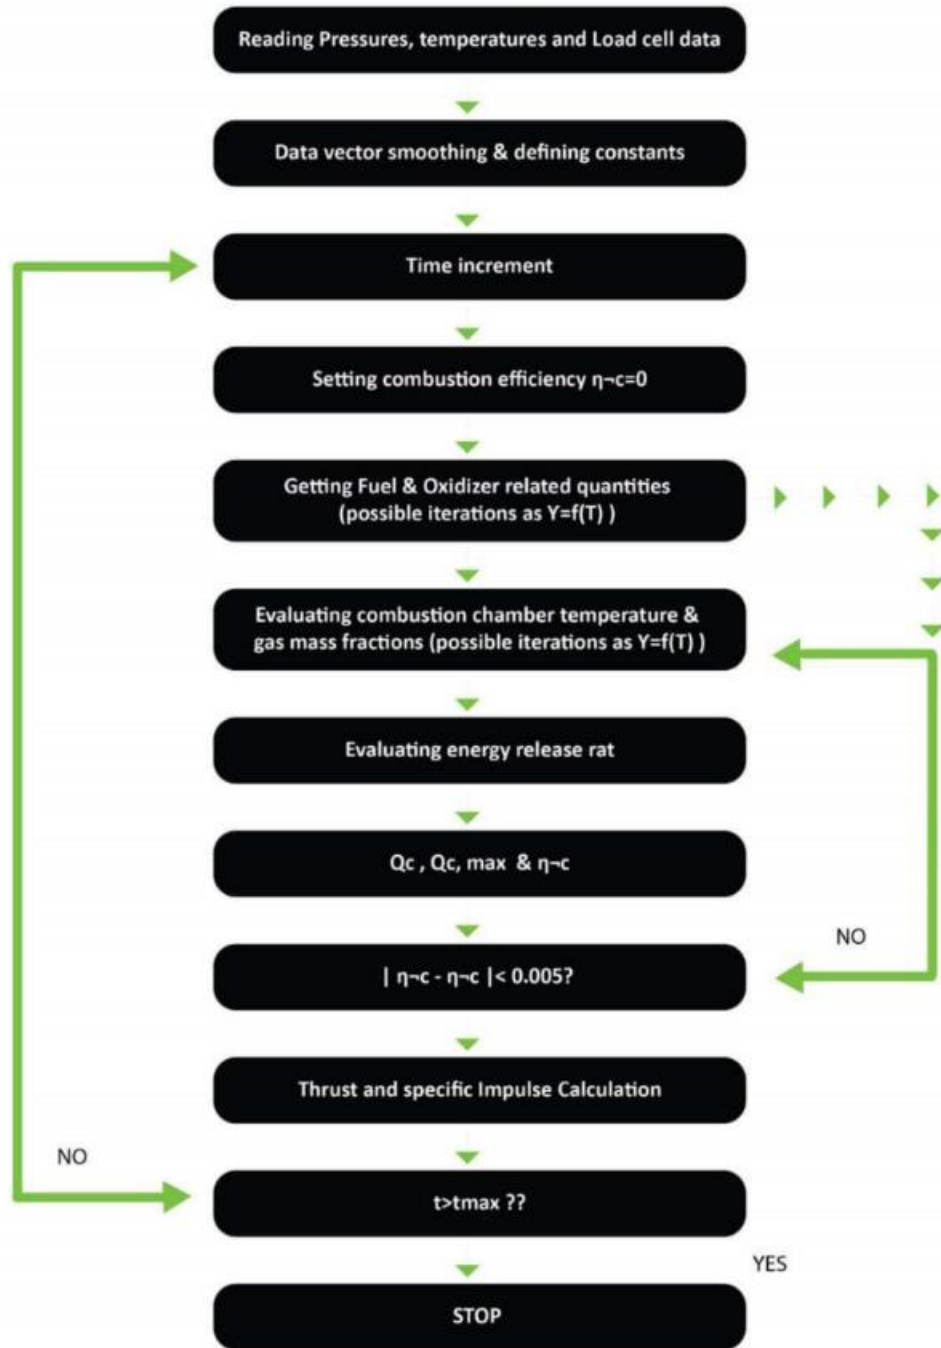 Reading Pressures, temperatures and Load cell data
Data vector smoothing & defining constants
Time increment
Setting combustion efficiency η¬c=0
Getting Fuel & Oxidizer related quantities
(possible iterations as Y=f(T) )
Evaluating combustion chamber temperature &
gas mass fractions (possible iterations as Y=f(T) )
Evaluating energy release rat
Qc , Qc, max & η¬c
NO
| η¬c - η¬c |< 0.005?
Thrust and specific Impulse Calculation
NO
t>tmax ??
YES
STOP